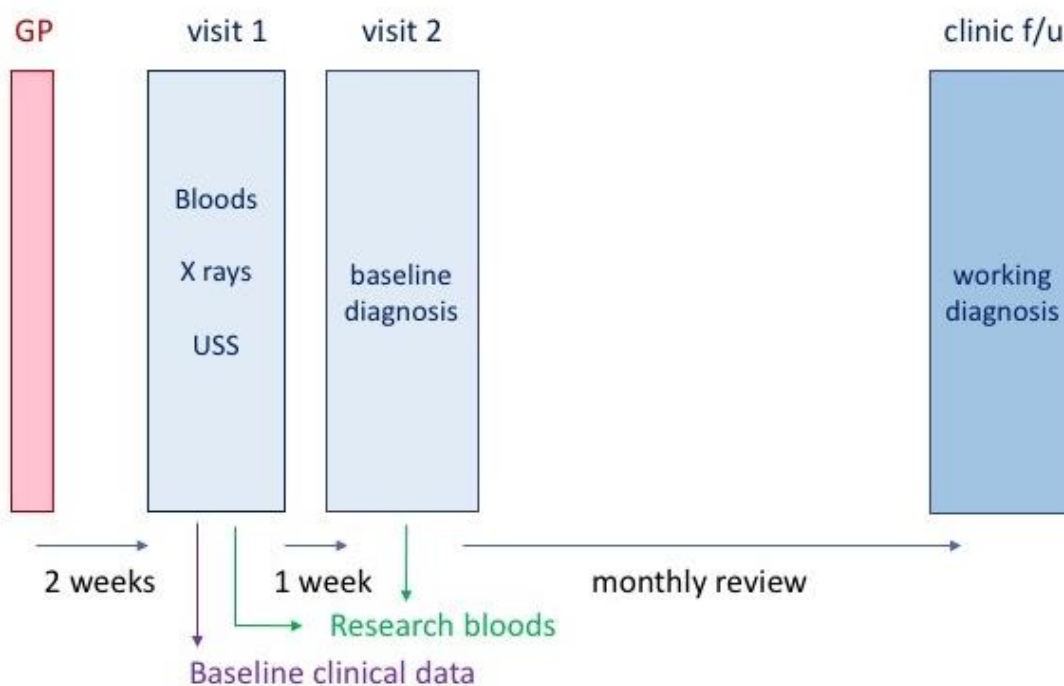 GP
visit 1
visit 2
clinic f/u
Bloods
X rays
USS
baseline
diagnosis
working
diagnosis
2 weeks
1 week
monthly review
Research bloods
Baseline clinical data